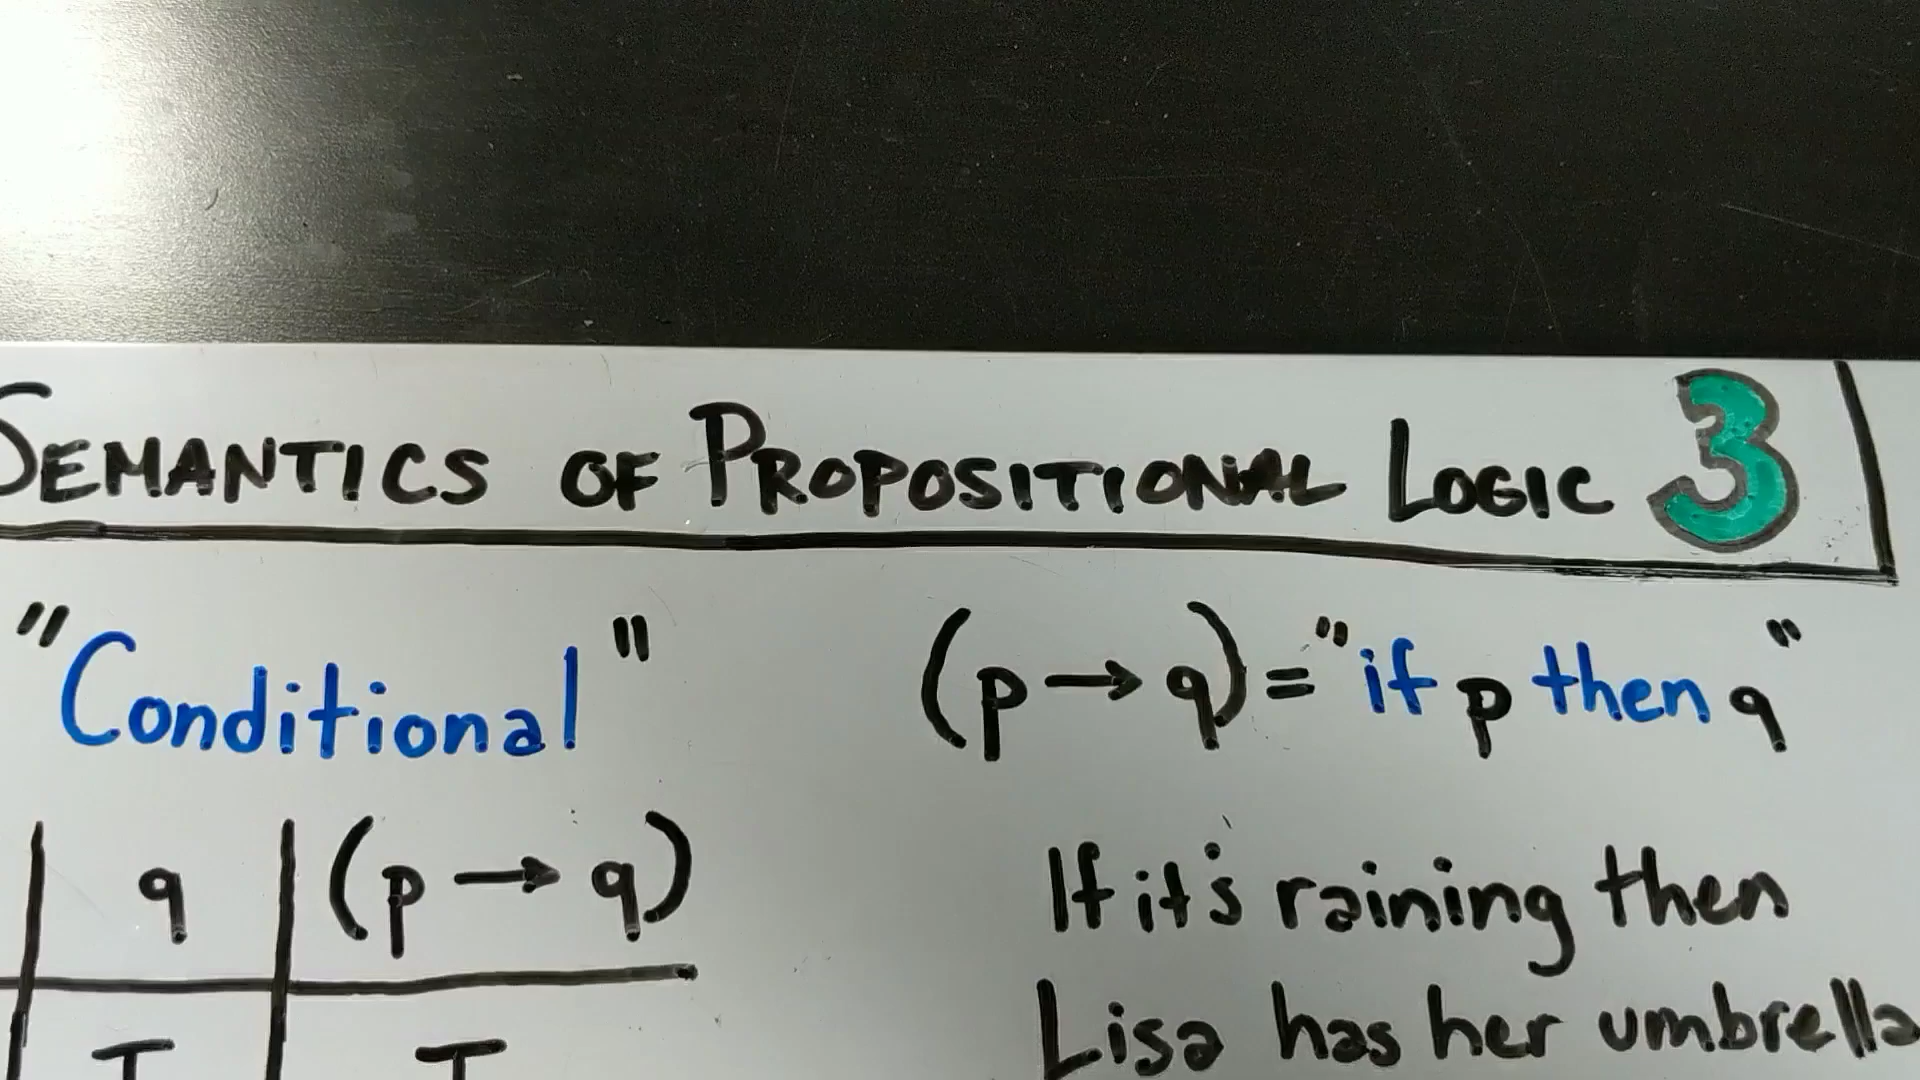 SEMANTICS OF PROPOSITIONAL LOGIC 3
"Conditional"
(p→q)="if p then q"
q (p→q)
T T
If it's raining then
Lisa has her umbrella